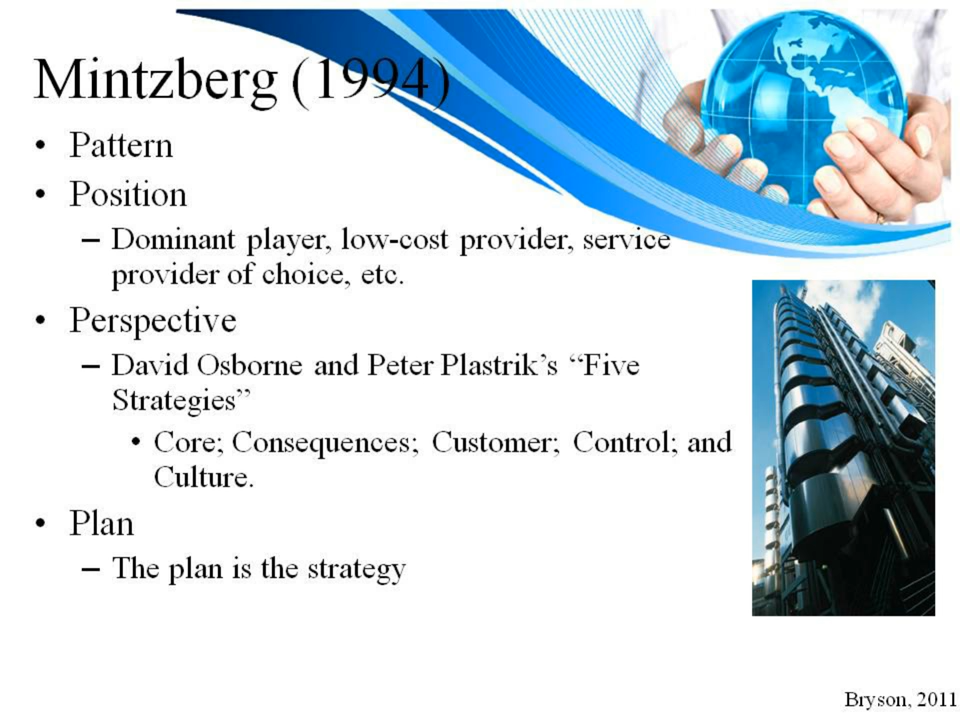 Mintzberg (1994)
• Pattern
• Position
– Dominant player, low-cost provider, service
provider of choice, etc.
• Perspective
– David Osborne and Peter Plastrik’s “Five
Strategies”
• Core; Consequences; Customer; Control; and
Culture.
• Plan
– The plan is the strategy
Bryson, 2011